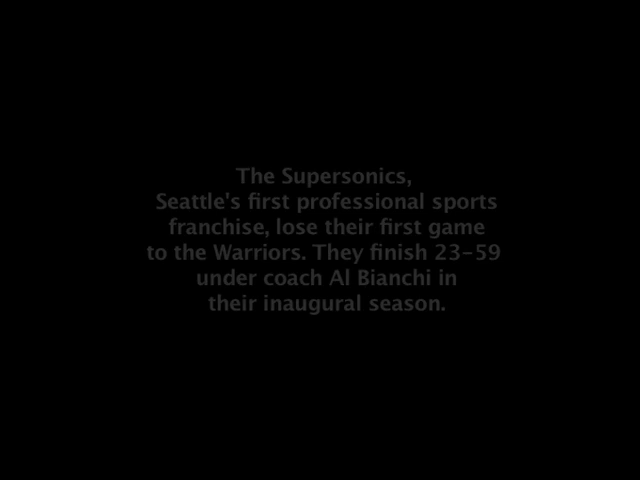 The Supersonics,
Seattle's first professional sports
franchise, lose their first game
to the Warriors. They finish 23-59
under coach Al Bianchi in
their inaugural season.